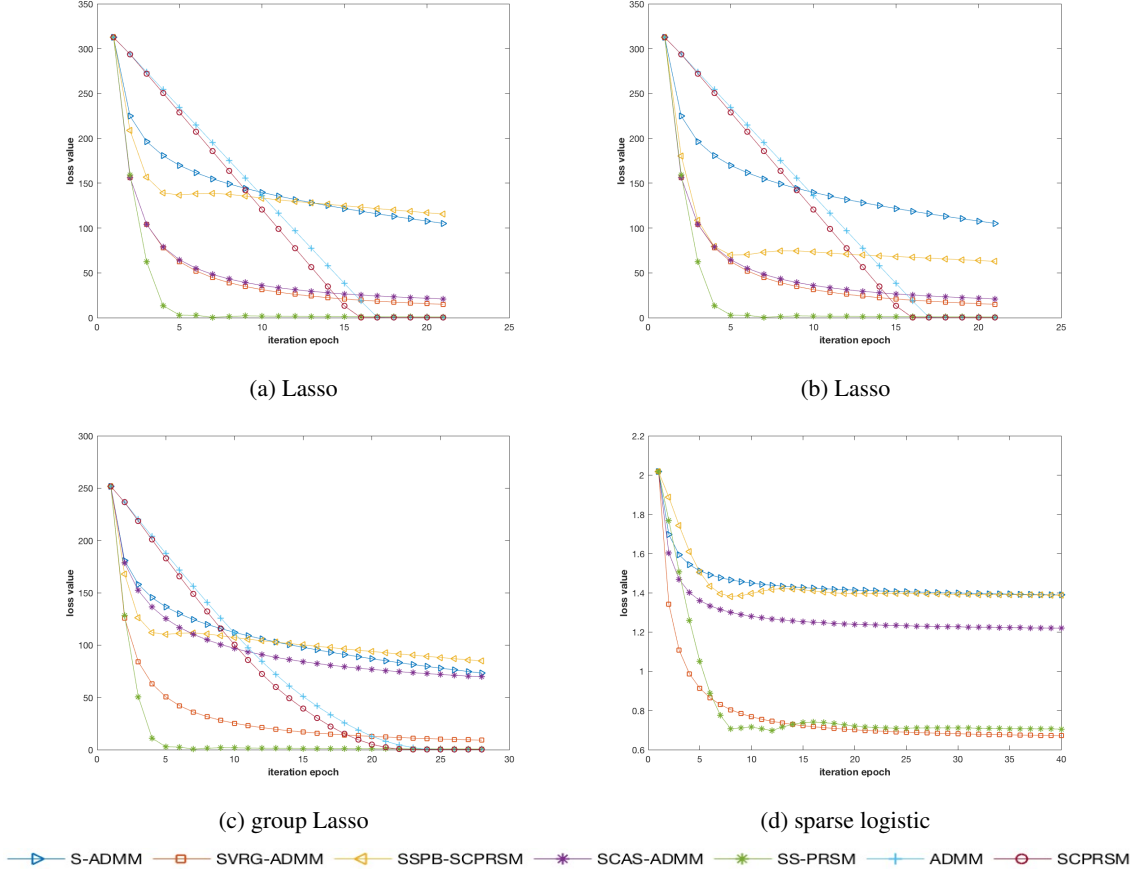 350
300
250
200
150
100
50
0
loss value
0 5 10 15 20 25
iteration epoch
(a) Lasso
350
300
250
200
150
100
50
0
loss value
0 5 10 15 20 25
iteration epoch
(b) Lasso
300
250
200
150
100
50
0
loss value
0 5 10 15 20 25 30
iteration epoch
(c) group Lasso
2.2
2
1.8
1.6
1.4
1.2
1
0.8
0.6
loss value
0 5 10 15 20 25 30 35 40
iteration epoch
(d) sparse logistic
S-ADMM SVRG-ADMM SSPB-SCPRSM SCAS-ADMM SS-PRSM ADMM SCPRSM